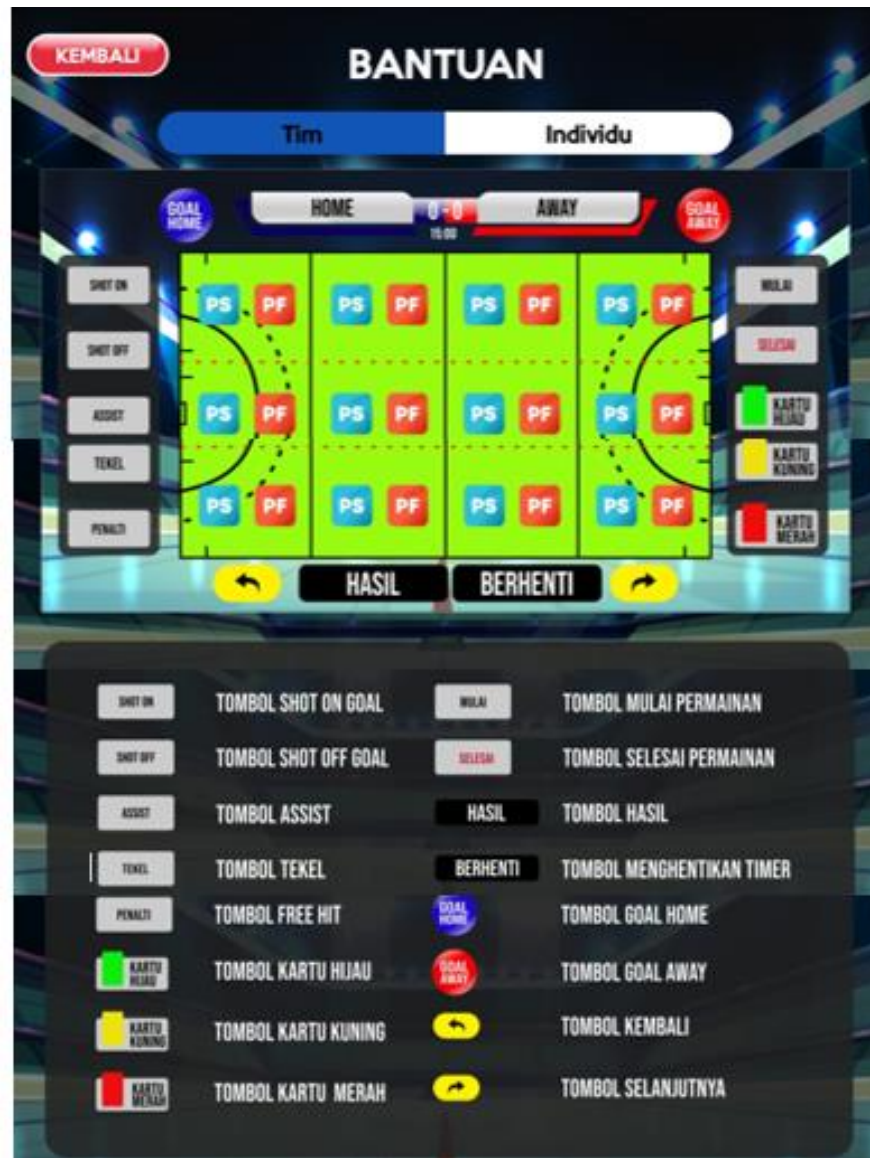 KEMBALI
BANTUAN
Tim Individu
GOAL HOME
HOME
0 - 0
AWAY
GOAL AWAY
15:00
SHOT ON
SHOT OFF
ASSIST
TEKEL
PENALTI
PS PF PS PF PS PF PS PF
PS PF PS PF PS PF PS PF
PS PF PS PF PS PF PS PF
MULAI
SELESAI
KARTU HIJAU
KARTU KUNING
KARTU MERAH
HASIL BERHENTI
SHOT ON TOMBOL SHOT ON GOAL
SHOT OFF TOMBOL SHOT OFF GOAL
ASSIST TOMBOL ASSIST
TEKEL TOMBOL TEKEL
PENALTI TOMBOL FREE HIT
KARTU HIJAU TOMBOL KARTU HIJAU
KARTU KUNING TOMBOL KARTU KUNING
KARTU MERAH TOMBOL KARTU MERAH
MULAI TOMBOL MULAI PERMAINAN
SELESAI TOMBOL SELESAI PERMAINAN
HASIL TOMBOL HASIL
BERHENTI TOMBOL MENGHENTIKAN TIMER
GOAL HOME TOMBOL GOAL HOME
GOAL AWAY TOMBOL GOAL AWAY
TOMBOL KEMBALI
TOMBOL SELANJUTNYA